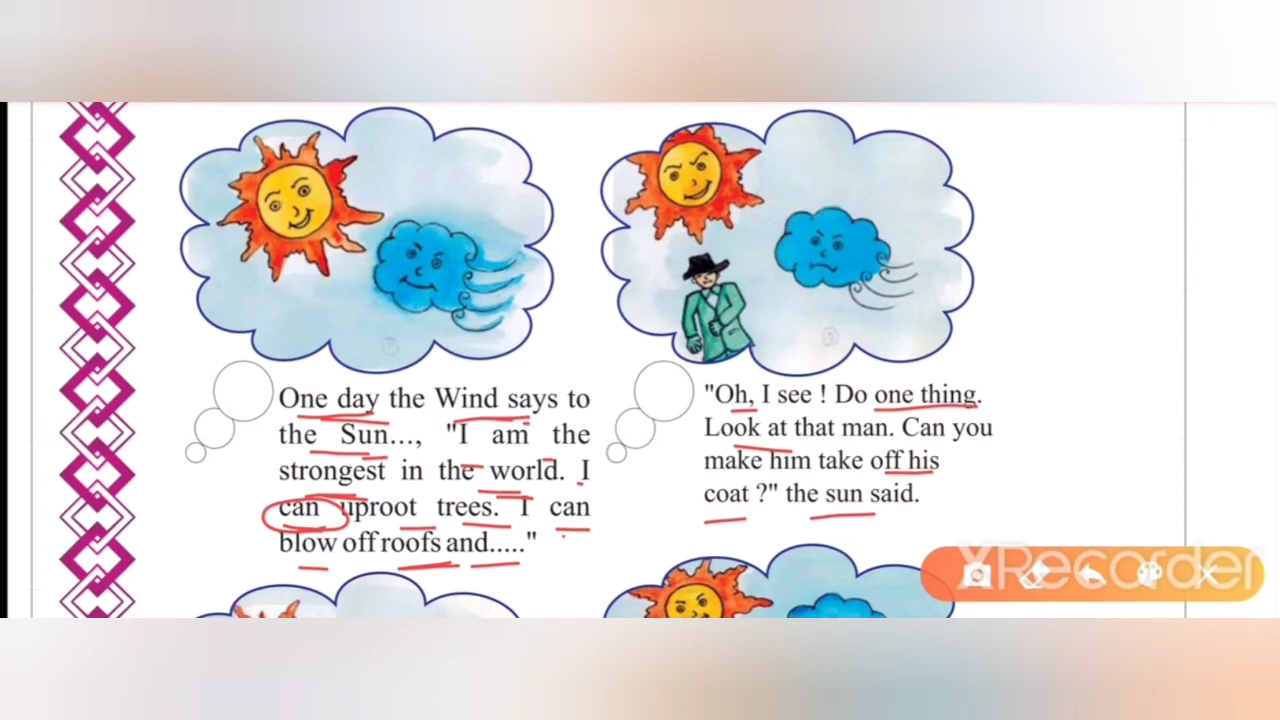 One day the Wind says to
the Sun..., "I am the
strongest in the world. I
can uproot trees. I can
blow off roofs and....."
"Oh, I see ! Do one thing.
Look at that man. Can you
make him take off his
coat ?" the sun said.
XRecorder